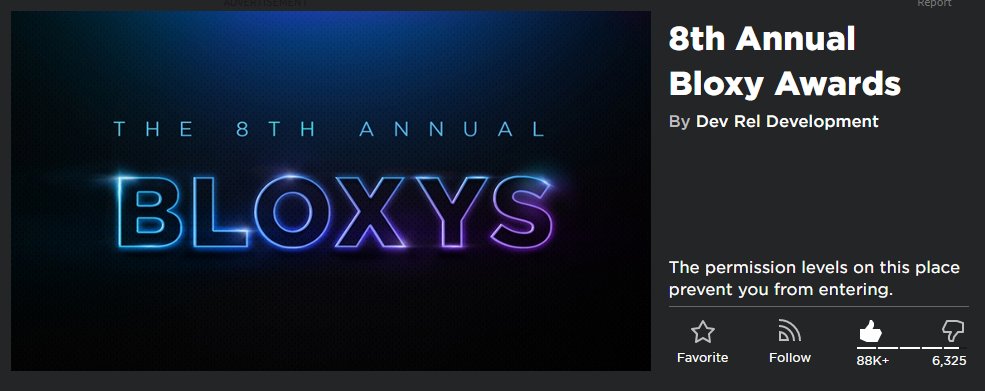 ADVERTISEMENT
Report
THE 8TH ANNUAL
BLOXYS
8th Annual
Bloxy Awards
By Dev Rel Development
The permission levels on this place
prevent you from entering.
Favorite
Follow
88K+
6,325